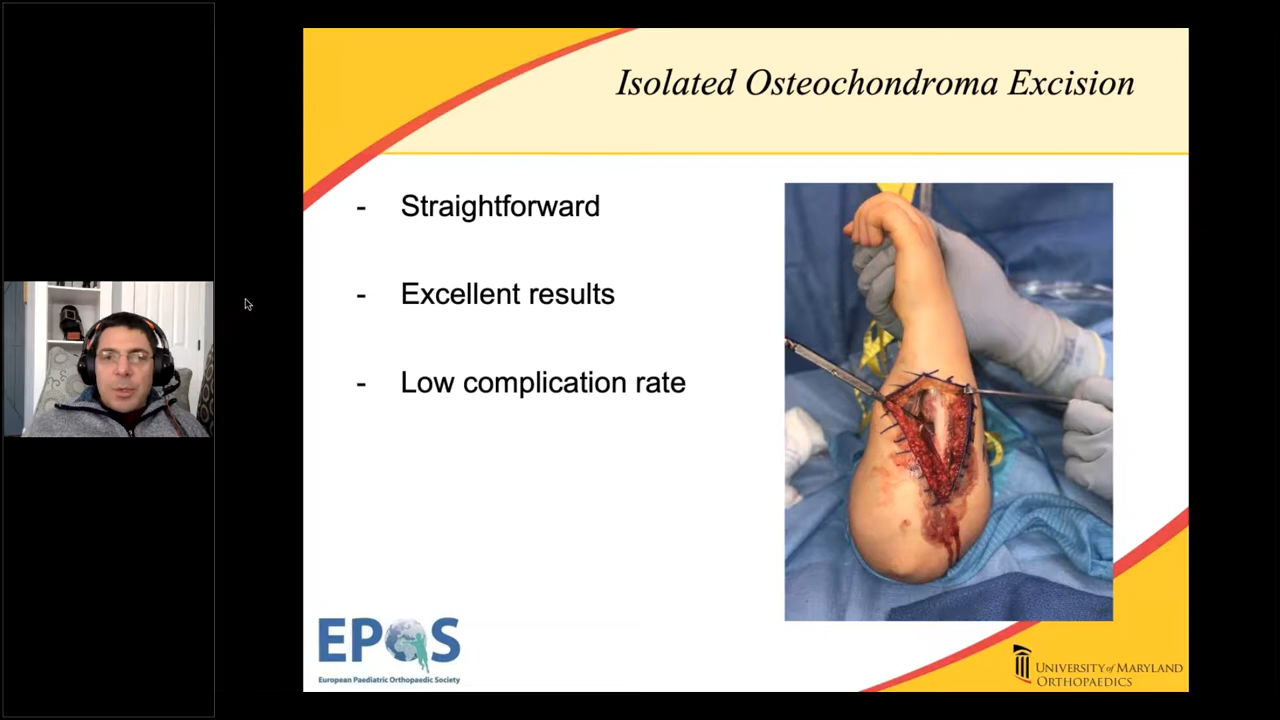 Isolated Osteochondroma Excision
- Straightforward
- Excellent results
- Low complication rate
EPOS
European Paediatric Orthopaedic Society
UNIVERSITY of MARYLAND
ORTHOPAEDICS